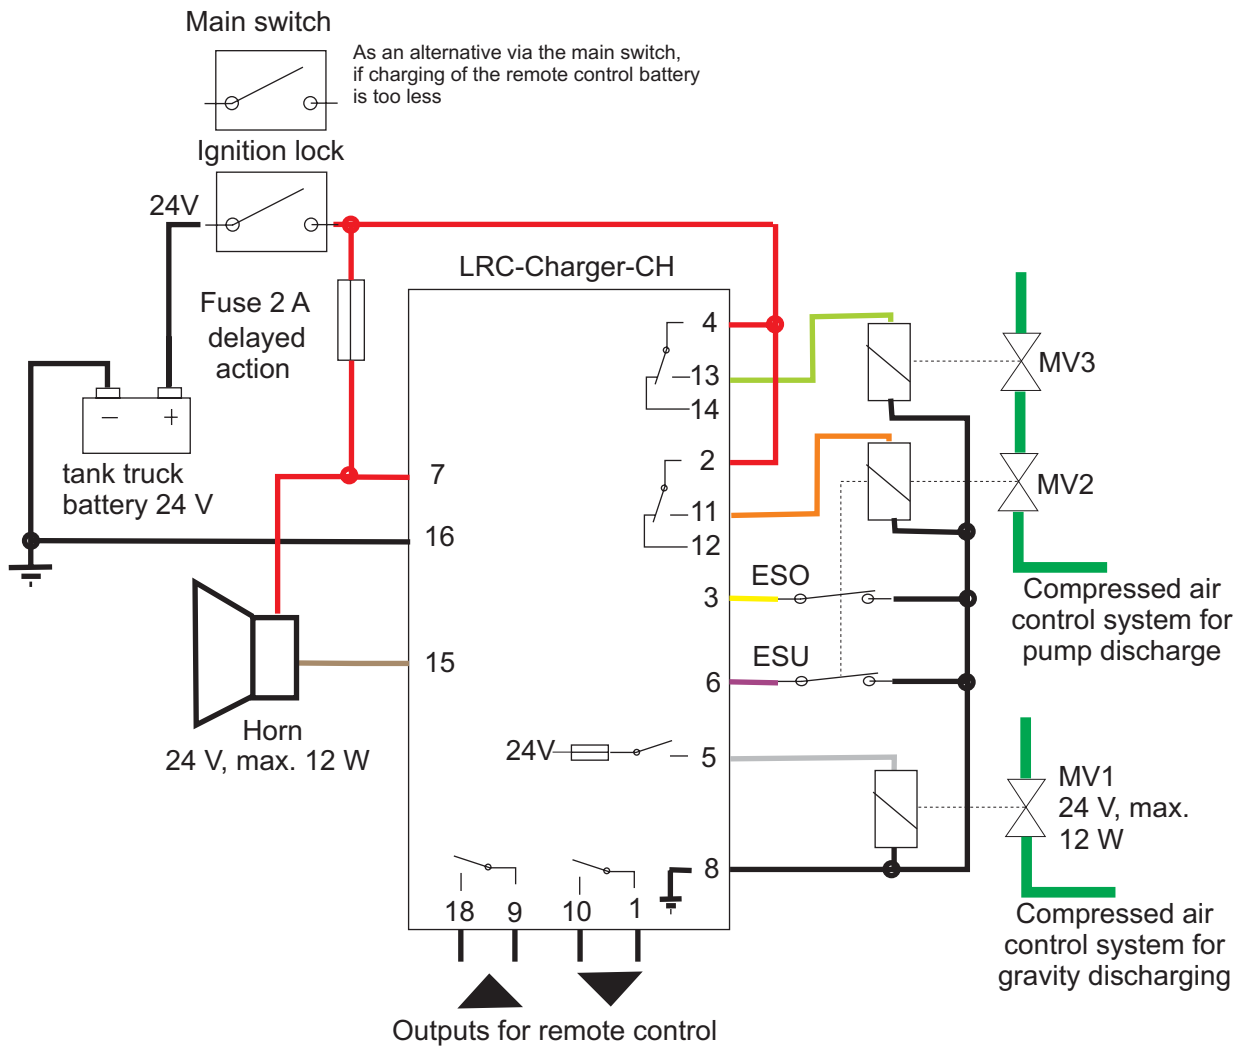 Main switch
As an alternative via the main switch,
if charging of the remote control battery
is too less
Ignition lock
24V
LRC-Charger-CH
Fuse 2 A
delayed
action
4
13
14
MV3
– +
tank truck
battery 24 V
7
2
11
12
MV2
16
ESO
3
Compressed air
control system for
pump discharge
15
ESU
6
Horn
24 V, max. 12 W
24V
5
MV1
24 V, max.
12 W
8
18
9
10
1
Compressed air
control system for
gravity discharging
Outputs for remote control